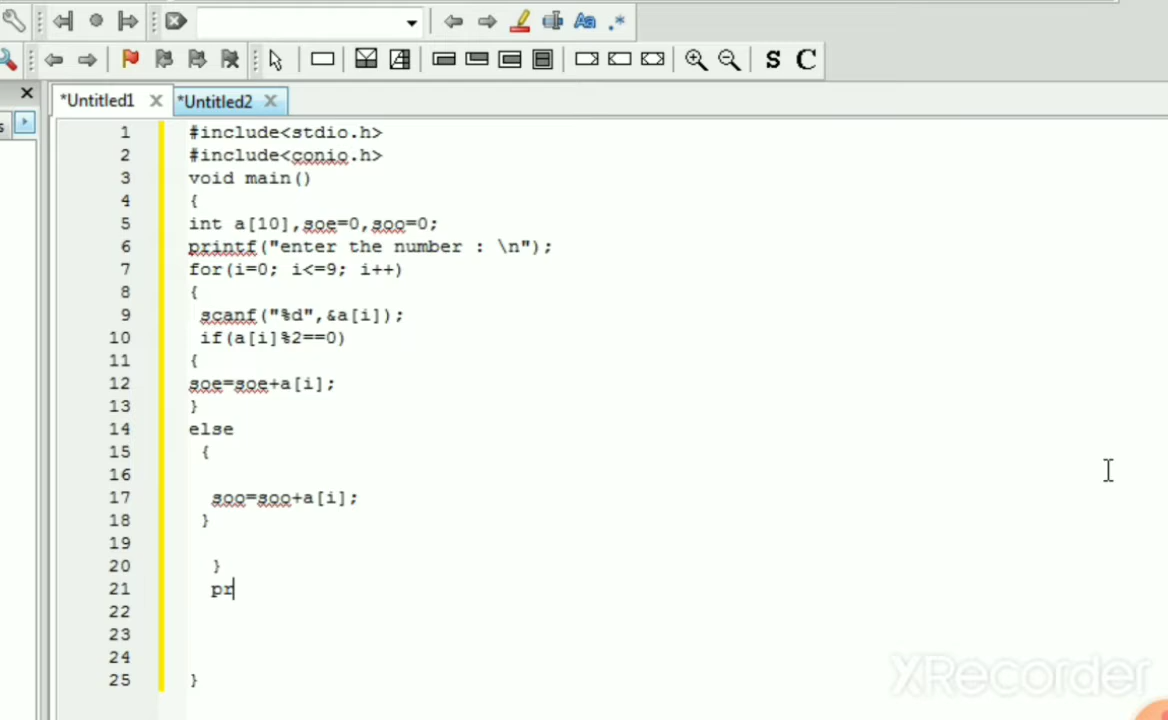 S C
*Untitled1 *Untitled2
s
1 #include<stdio.h>
2 #include<conio.h>
3 void main()
4 {
5 int a[10],soe=0,soo=0;
6 printf("enter the number : \n");
7 for(i=0; i<=9; i++)
8 {
9 scanf("%d",&a[i]);
10 if(a[i]%2==0)
11 {
12 soe=soe+a[i];
13 }
14 else
15 {
16
17 soo=soo+a[i];
18 }
19
20 }
21 pr
22
23
24
25 }
XRecorder